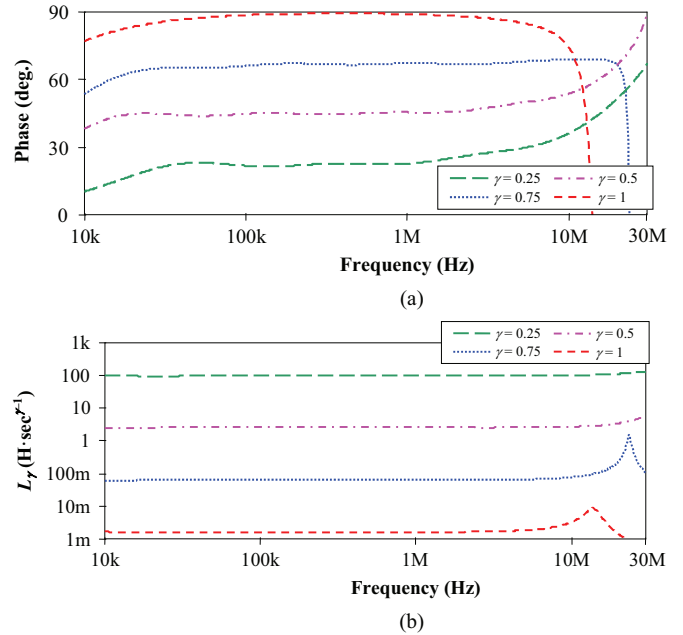 90
60
30
0
Phase (deg.)
γ = 0.25
γ = 0.5
γ = 0.75
γ = 1
10k
100k
1M
10M
30M
Frequency (Hz)
(a)
γ = 0.25
γ = 0.5
γ = 0.75
γ = 1
1k
100
10
1
100m
10m
1m
Lγ (H·sec^γ-1)
10k
100k
1M
10M
30M
Frequency (Hz)
(b)